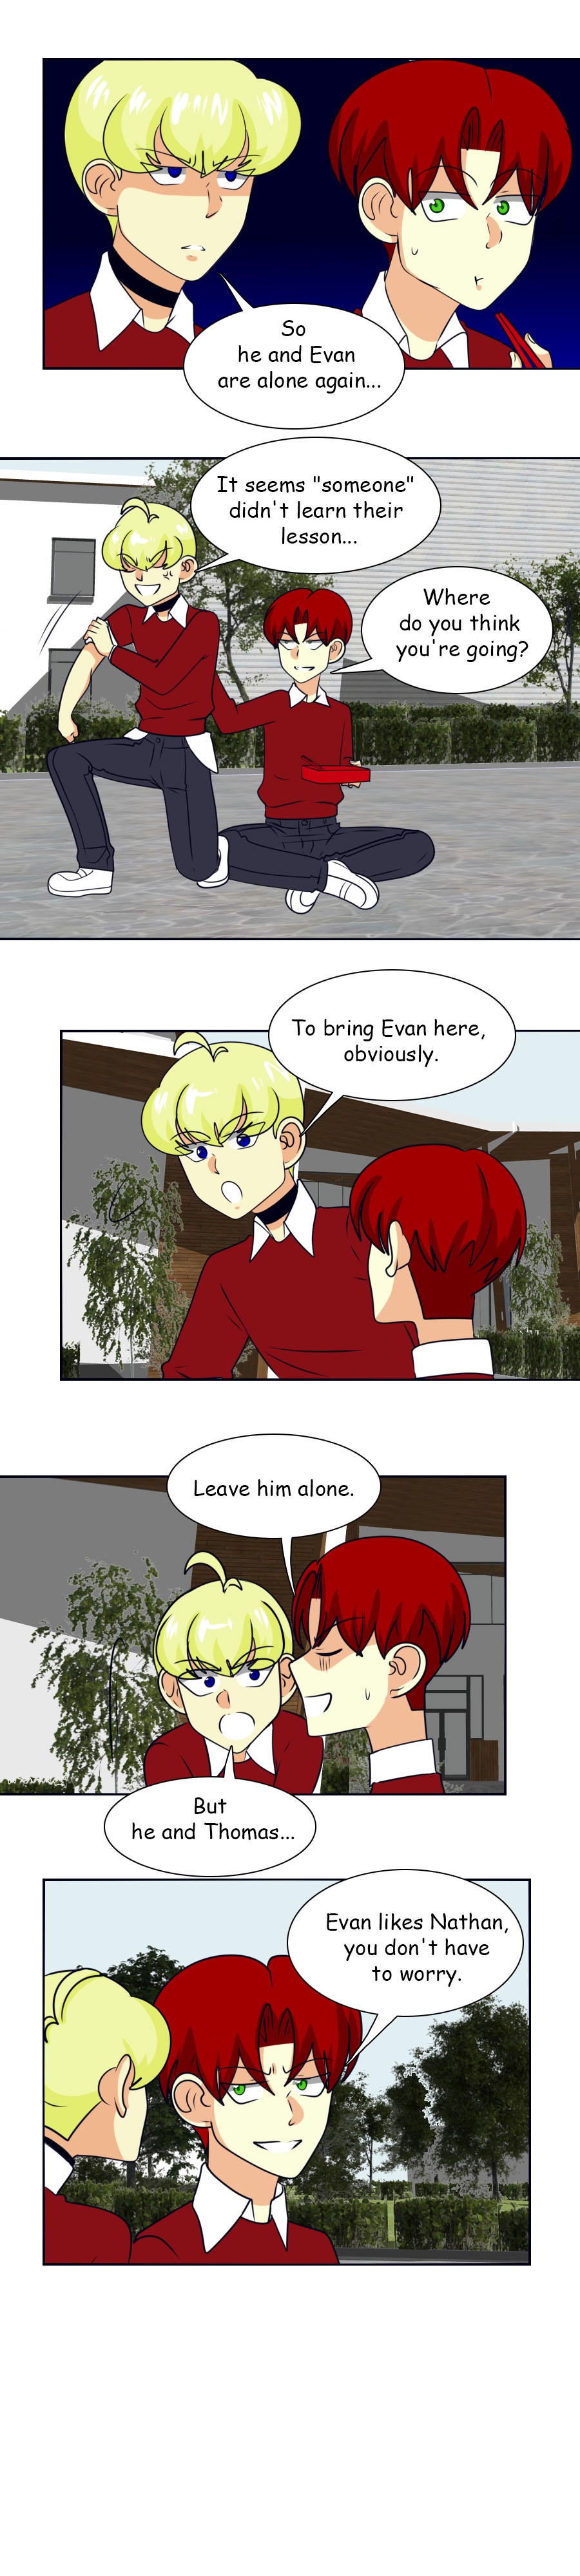 So
he and Evan
are alone again...
It seems "someone"
didn't learn their
lesson...
Where
do you think
you're going?
To bring Evan here,
obviously.
Leave him alone.
But
he and Thomas...
Evan likes Nathan,
you don't have
to worry.